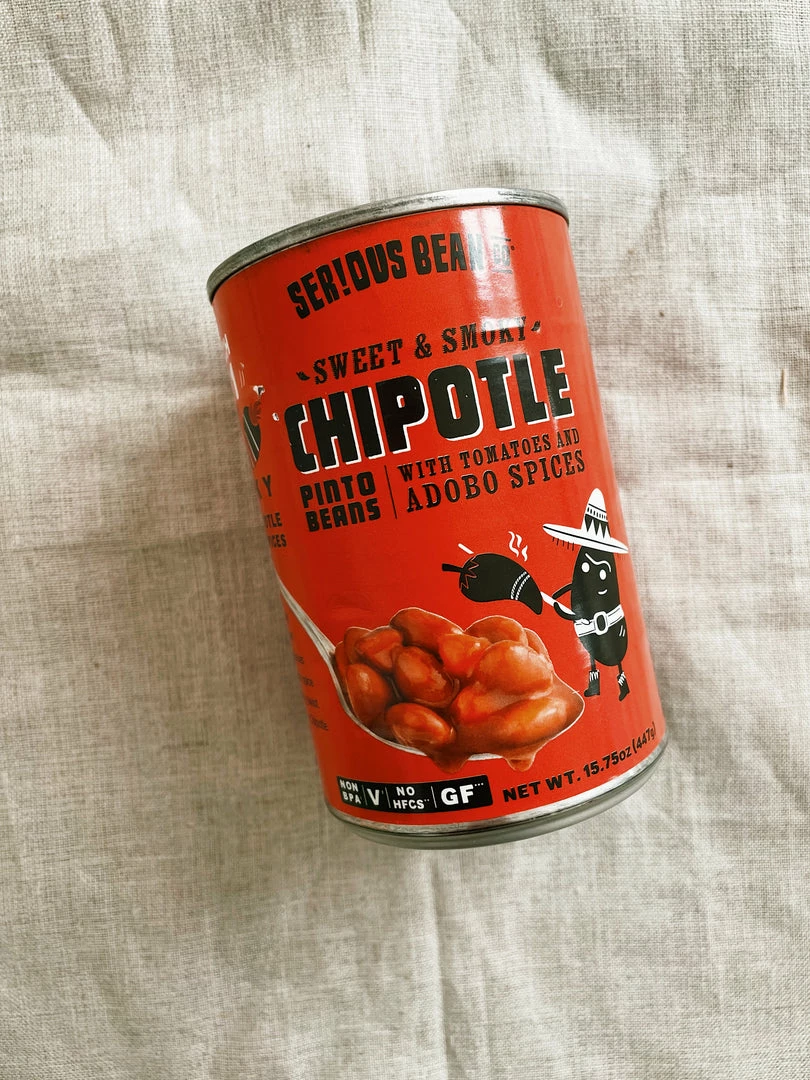 SER!OUS BEAN CO
SWEET & SMOKY
CHIPOTLE
PINTO
BEANS
WITH TOMATOES AND
ADOBO SPICES
NON
BPA*
V*
NO
HFCS**
GF***
NET WT. 15.75oz (447g)